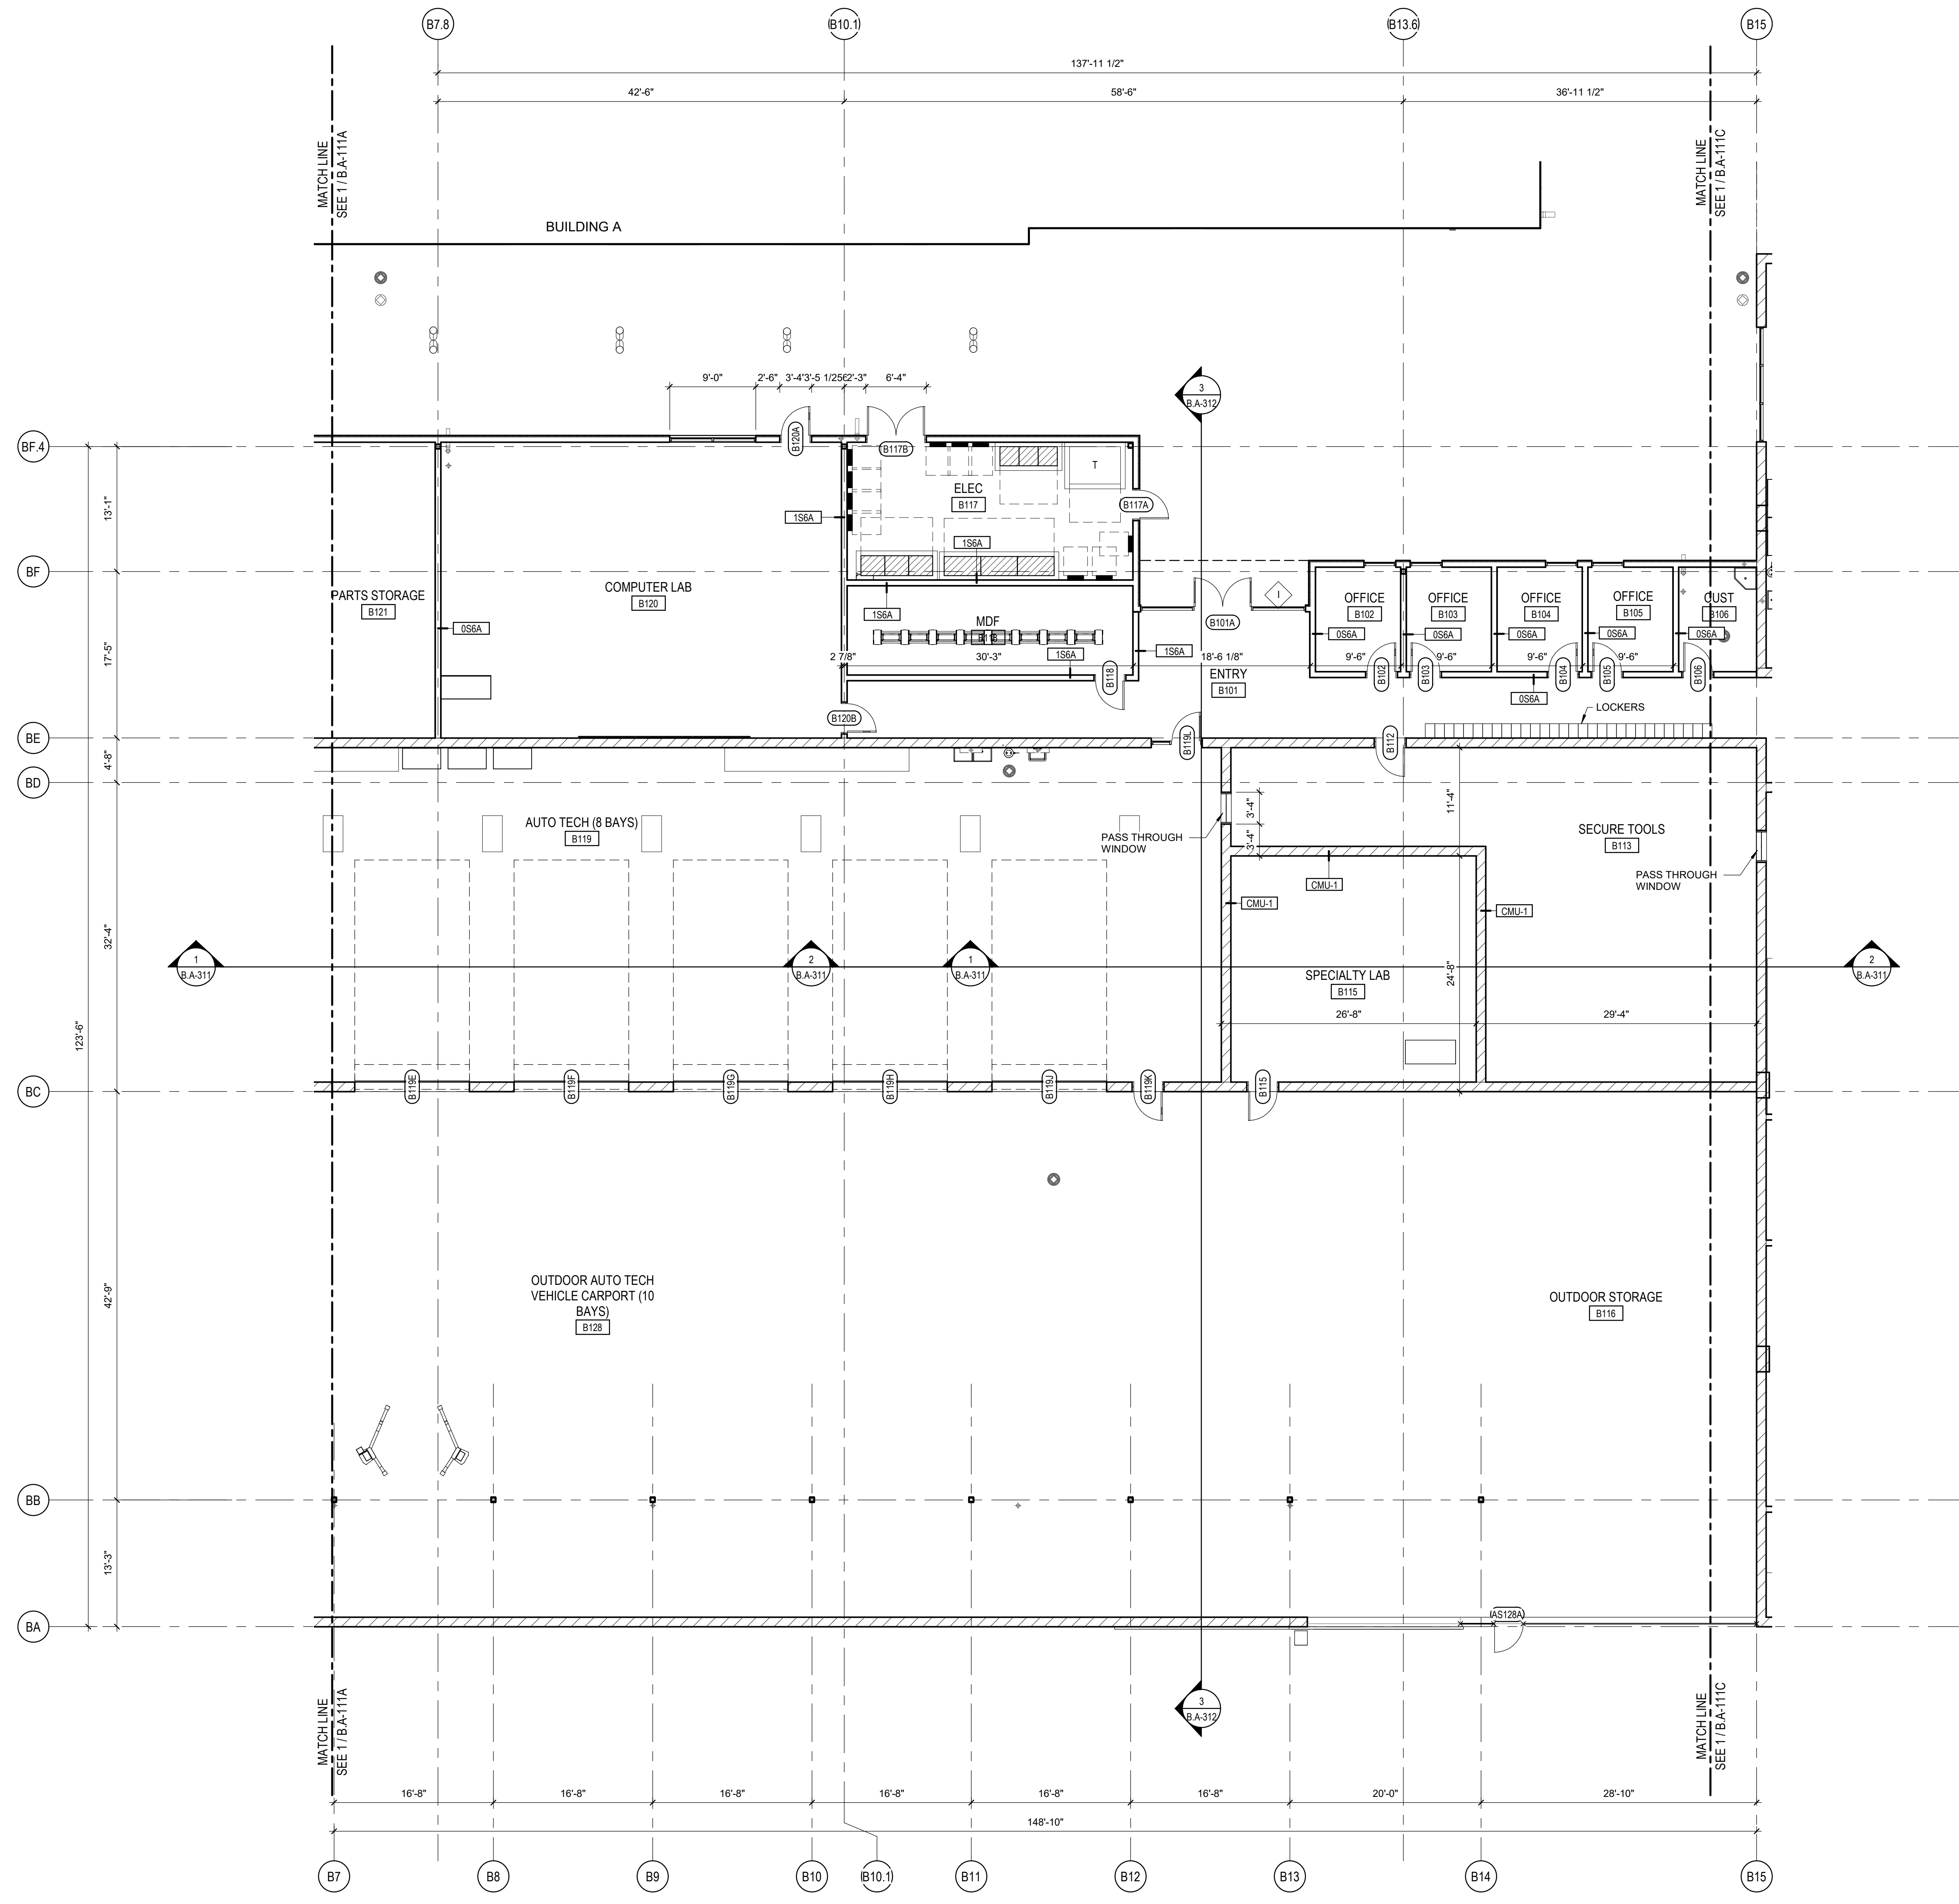 B7.8
B10.1
B13.6
B15
137'-11 1/2"
42'-6"
58'-6"
36'-11 1/2"
MATCH LINE
SEE 1 / B.A-111A
MATCH LINE
SEE 1 / B.A-111C
BUILDING A
9'-0"
2'-6"
3'-4"
2'-3"
6'-4"
3
B.A-312
BF.4
B120A
B117B
T
ELEC
B117
B117A
1S6A
1S6A
13'-1"
BF
PARTS STORAGE
B121
COMPUTER LAB
B120
0S6A
1S6A
MDF
B118
1S6A
1S6A
B118
B101A
I
OFFICE
B102
OFFICE
B103
OFFICE
B104
OFFICE
B105
CUST
B106
0S6A
0S6A
0S6A
0S6A
0S6A
17'-5"
2 7/8"
30'-3"
18'-6 1/8"
9'-6"
9'-6"
9'-6"
9'-6"
ENTRY
B101
B102
B103
B104
B105
B106
0S6A
LOCKERS
B120B
B119L
B112
BE
4'-8"
BD
AUTO TECH (8 BAYS)
B119
PASS THROUGH
WINDOW
3'-4"
3'-4"
11'-4"
SECURE TOOLS
B113
PASS THROUGH
WINDOW
CMU-1
CMU-1
CMU-1
32'-4"
1
B.A-311
2
B.A-311
1
B.A-311
2
B.A-311
SPECIALTY LAB
B115
24'-8"
26'-8"
29'-4"
123'-6"
BC
B119E
B119F
B119G
B119H
B119J
B119K
B115
42'-9"
OUTDOOR AUTO TECH
VEHICLE CARPORT (10
BAYS)
B128
OUTDOOR STORAGE
B116
BB
13'-3"
BA
AS128A
3
B.A-312
MATCH LINE
SEE 1 / B.A-111A
MATCH LINE
SEE 1 / B.A-111C
16'-8"
16'-8"
16'-8"
16'-8"
16'-8"
16'-8"
20'-0"
28'-10"
148'-10"
B7
B8
B9
B10
B10.1
B11
B12
B13
B14
B15